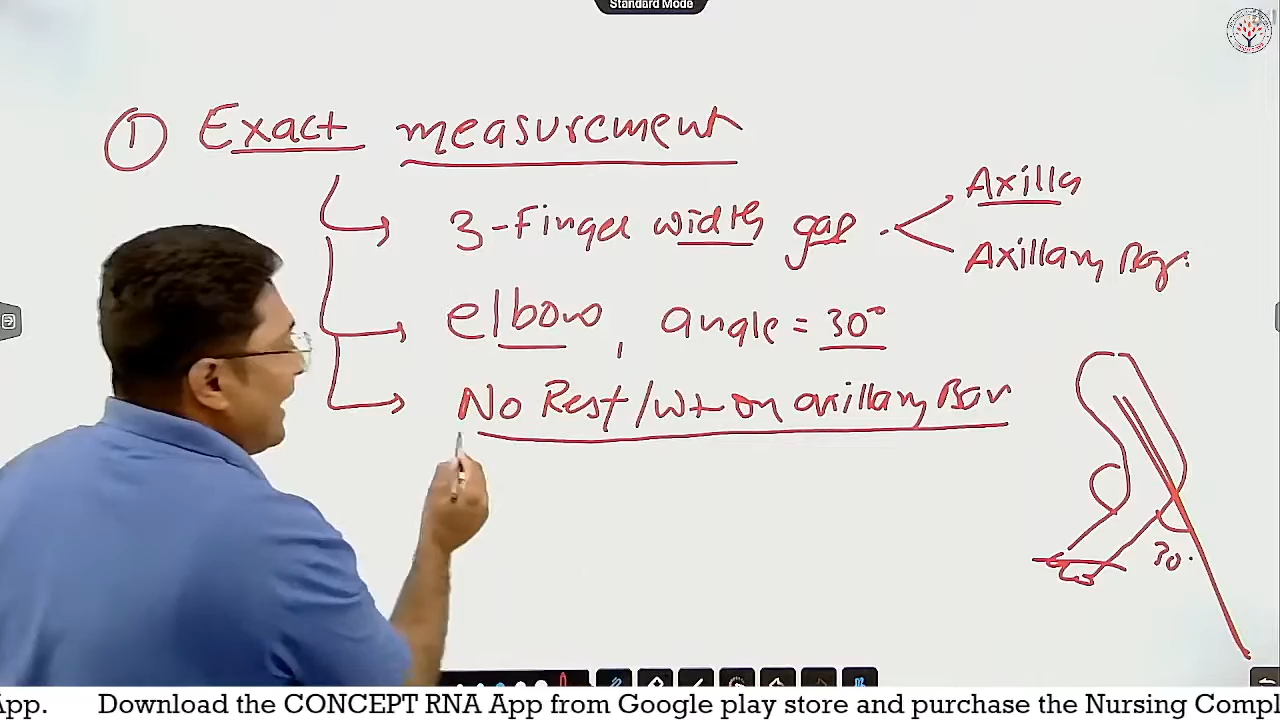 Standard Mode
① Exact measurement
3-Finger width gap
Axilla
Axillary Bar.
elbow, angle = 30°
No Rest/wt on axillary Bar
30°
App. Download the CONCEPT RNA App from Google play store and purchase the Nursing Compl